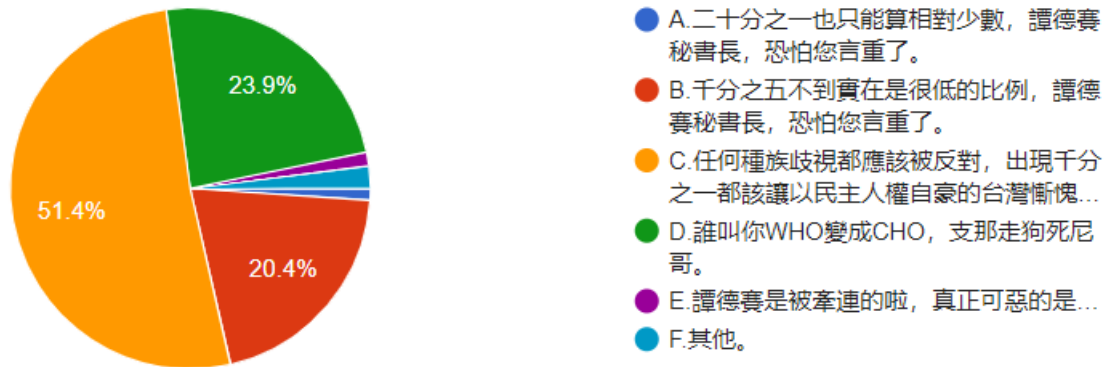 23.9%
51.4%
20.4%
A.二十分之一也只能算相對少數，譚德賽
秘書長，恐怕您言重了。
B.千分之五不到實在是很低的比例，譚德
賽秘書長，恐怕您言重了。
C.任何種族歧視都應該被反對，出現千分
之一都該讓以民主人權自豪的台灣慚愧...
D.誰叫你WHO變成CHO，支那走狗死尼
哥。
E.譚德賽是被牽連的啦，真正可惡的是...
F.其他。